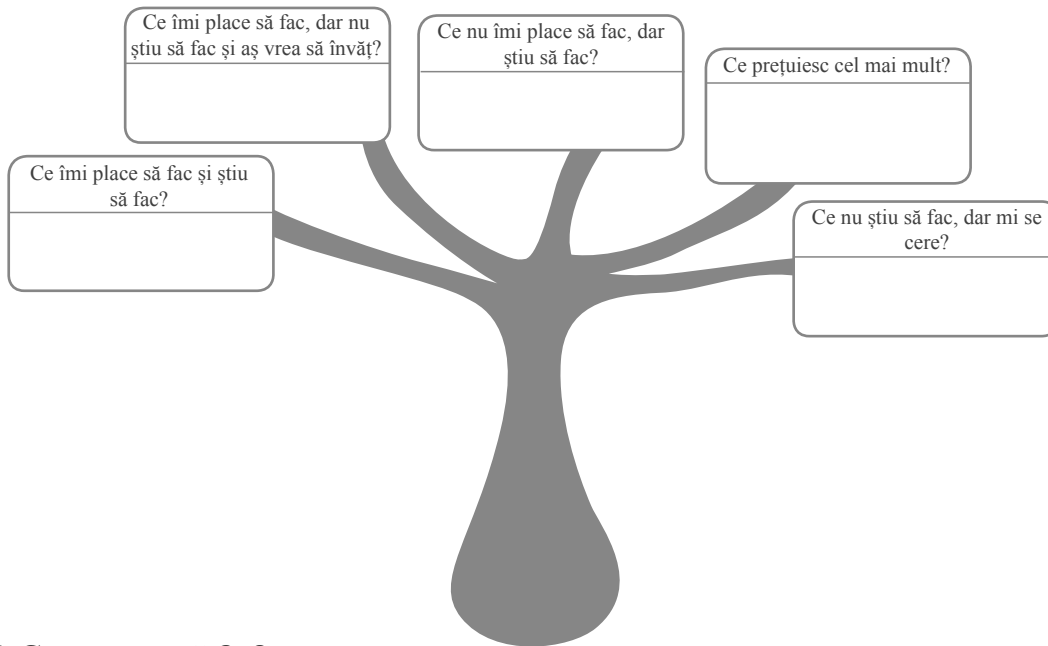 Ce îmi place să fac, dar nu
știu să fac și aș vrea să învăț?
Ce nu îmi place să fac, dar
știu să fac?
Ce prețuiesc cel mai mult?
Ce îmi place să fac și știu
să fac?
Ce nu știu să fac, dar mi se
cere?